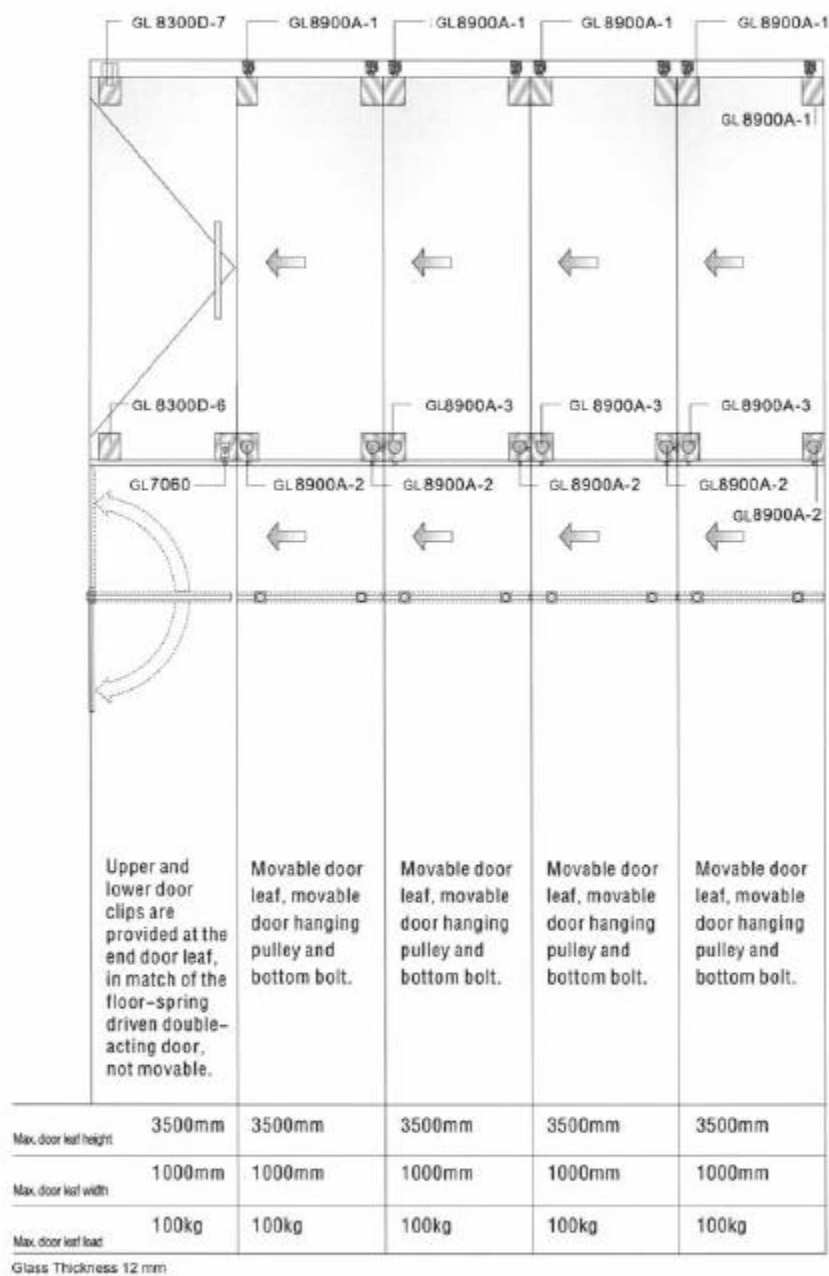 GL 8300D-7 GL8900A-1 GL8900A-1 GL8900A-1 GL8900A-1
GL8900A-1
GL 8300D-6 GL8900A-3 GL8900A-3 GL8900A-3
GL7060 GL8900A-2 GL8900A-2 GL8900A-2 GL8900A-2
GL8900A-2
Upper and
lower door
clips are
provided at the
end door leaf,
in match of the
floor-spring
driven double-
acting door,
not movable.
Movable door
leaf, movable
door hanging
pulley and
bottom bolt.
Movable door
leaf, movable
door hanging
pulley and
bottom bolt.
Movable door
leaf, movable
door hanging
pulley and
bottom bolt.
Movable door
leaf, movable
door hanging
pulley and
bottom bolt.
Max. door leaf height 3500mm 3500mm 3500mm 3500mm 3500mm
Max. door leaf width 1000mm 1000mm 1000mm 1000mm 1000mm
Max. door leaf load 100kg 100kg 100kg 100kg 100kg
Glass Thickness 12 mm